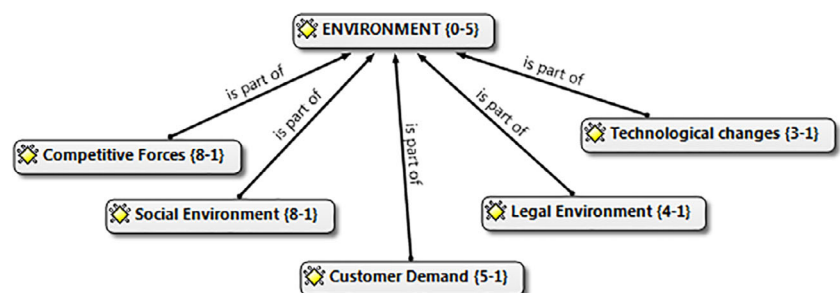 ENVIRONMENT {0-5}
is part of
is part of
is part of
is part of
is part of
Technological changes {3-1}
Competitive Forces {8-1}
Social Environment {8-1}
Legal Environment {4-1}
Customer Demand {5-1}